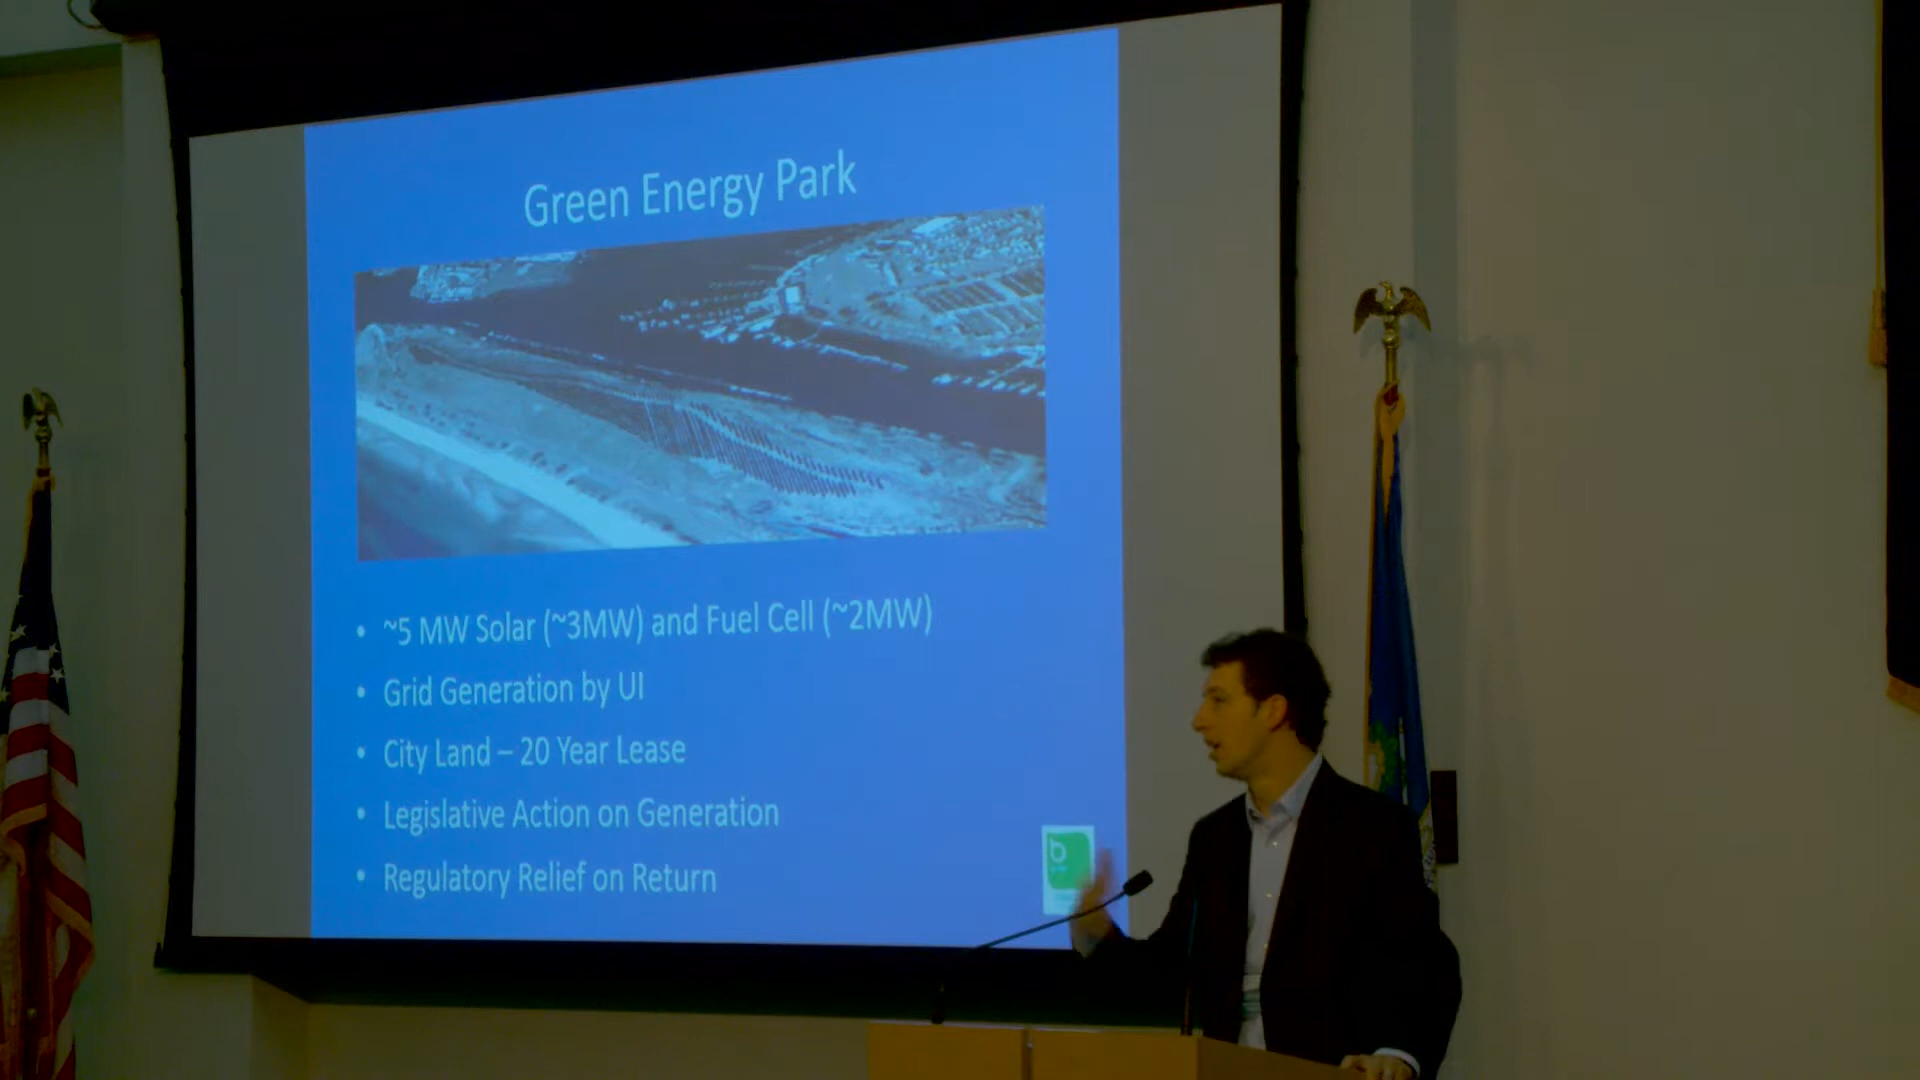 Green Energy Park
• ~5 MW Solar (~3MW) and Fuel Cell (~2MW)
• Grid Generation by UI
• City Land – 20 Year Lease
• Legislative Action on Generation
• Regulatory Relief on Return
b